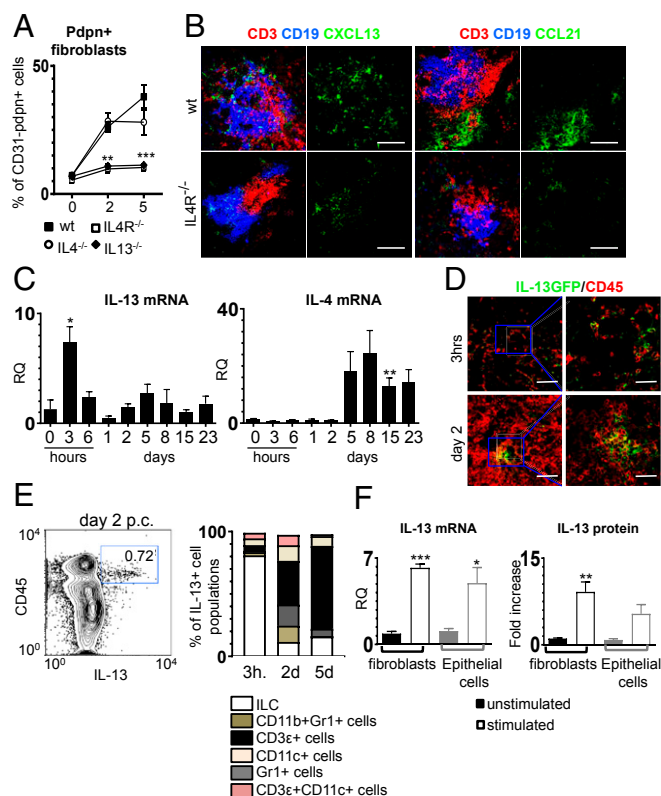 A
Pdpn+
fibroblasts
% of CD31-pdpn+ cells
50
0
** ***
0 2 5
wt IL4R-/-
IL4-/- IL13-/-
B
CD3 CD19 CXCL13 CD3 CD19 CCL21
wt
IL4R-/-
C
IL-13 mRNA
RQ
10
0
*
0 3 6 1 2 5 8 15 23
hours days
IL-4 mRNA
RQ
40
0
**
0 3 6 1 2 5 8 15 23
hours days
D
IL-13GFP/CD45
3hrs
day 2
E
day 2 p.c.
0.72
CD45
10^4
10^0
10^0 10^4
IL-13
% of IL-13+ cell
populations
100
0
3h. 2d 5d
ILC
CD11b+Gr1+ cells
CD3ε+ cells
CD11c+ cells
Gr1+ cells
CD3ε+CD11c+ cells
F
IL-13 mRNA
RQ
7
0
*** *
fibroblasts Epithelial
cells
IL-13 protein
Fold increase
15
0
**
fibroblasts Epithelial
cells
unstimulated
stimulated